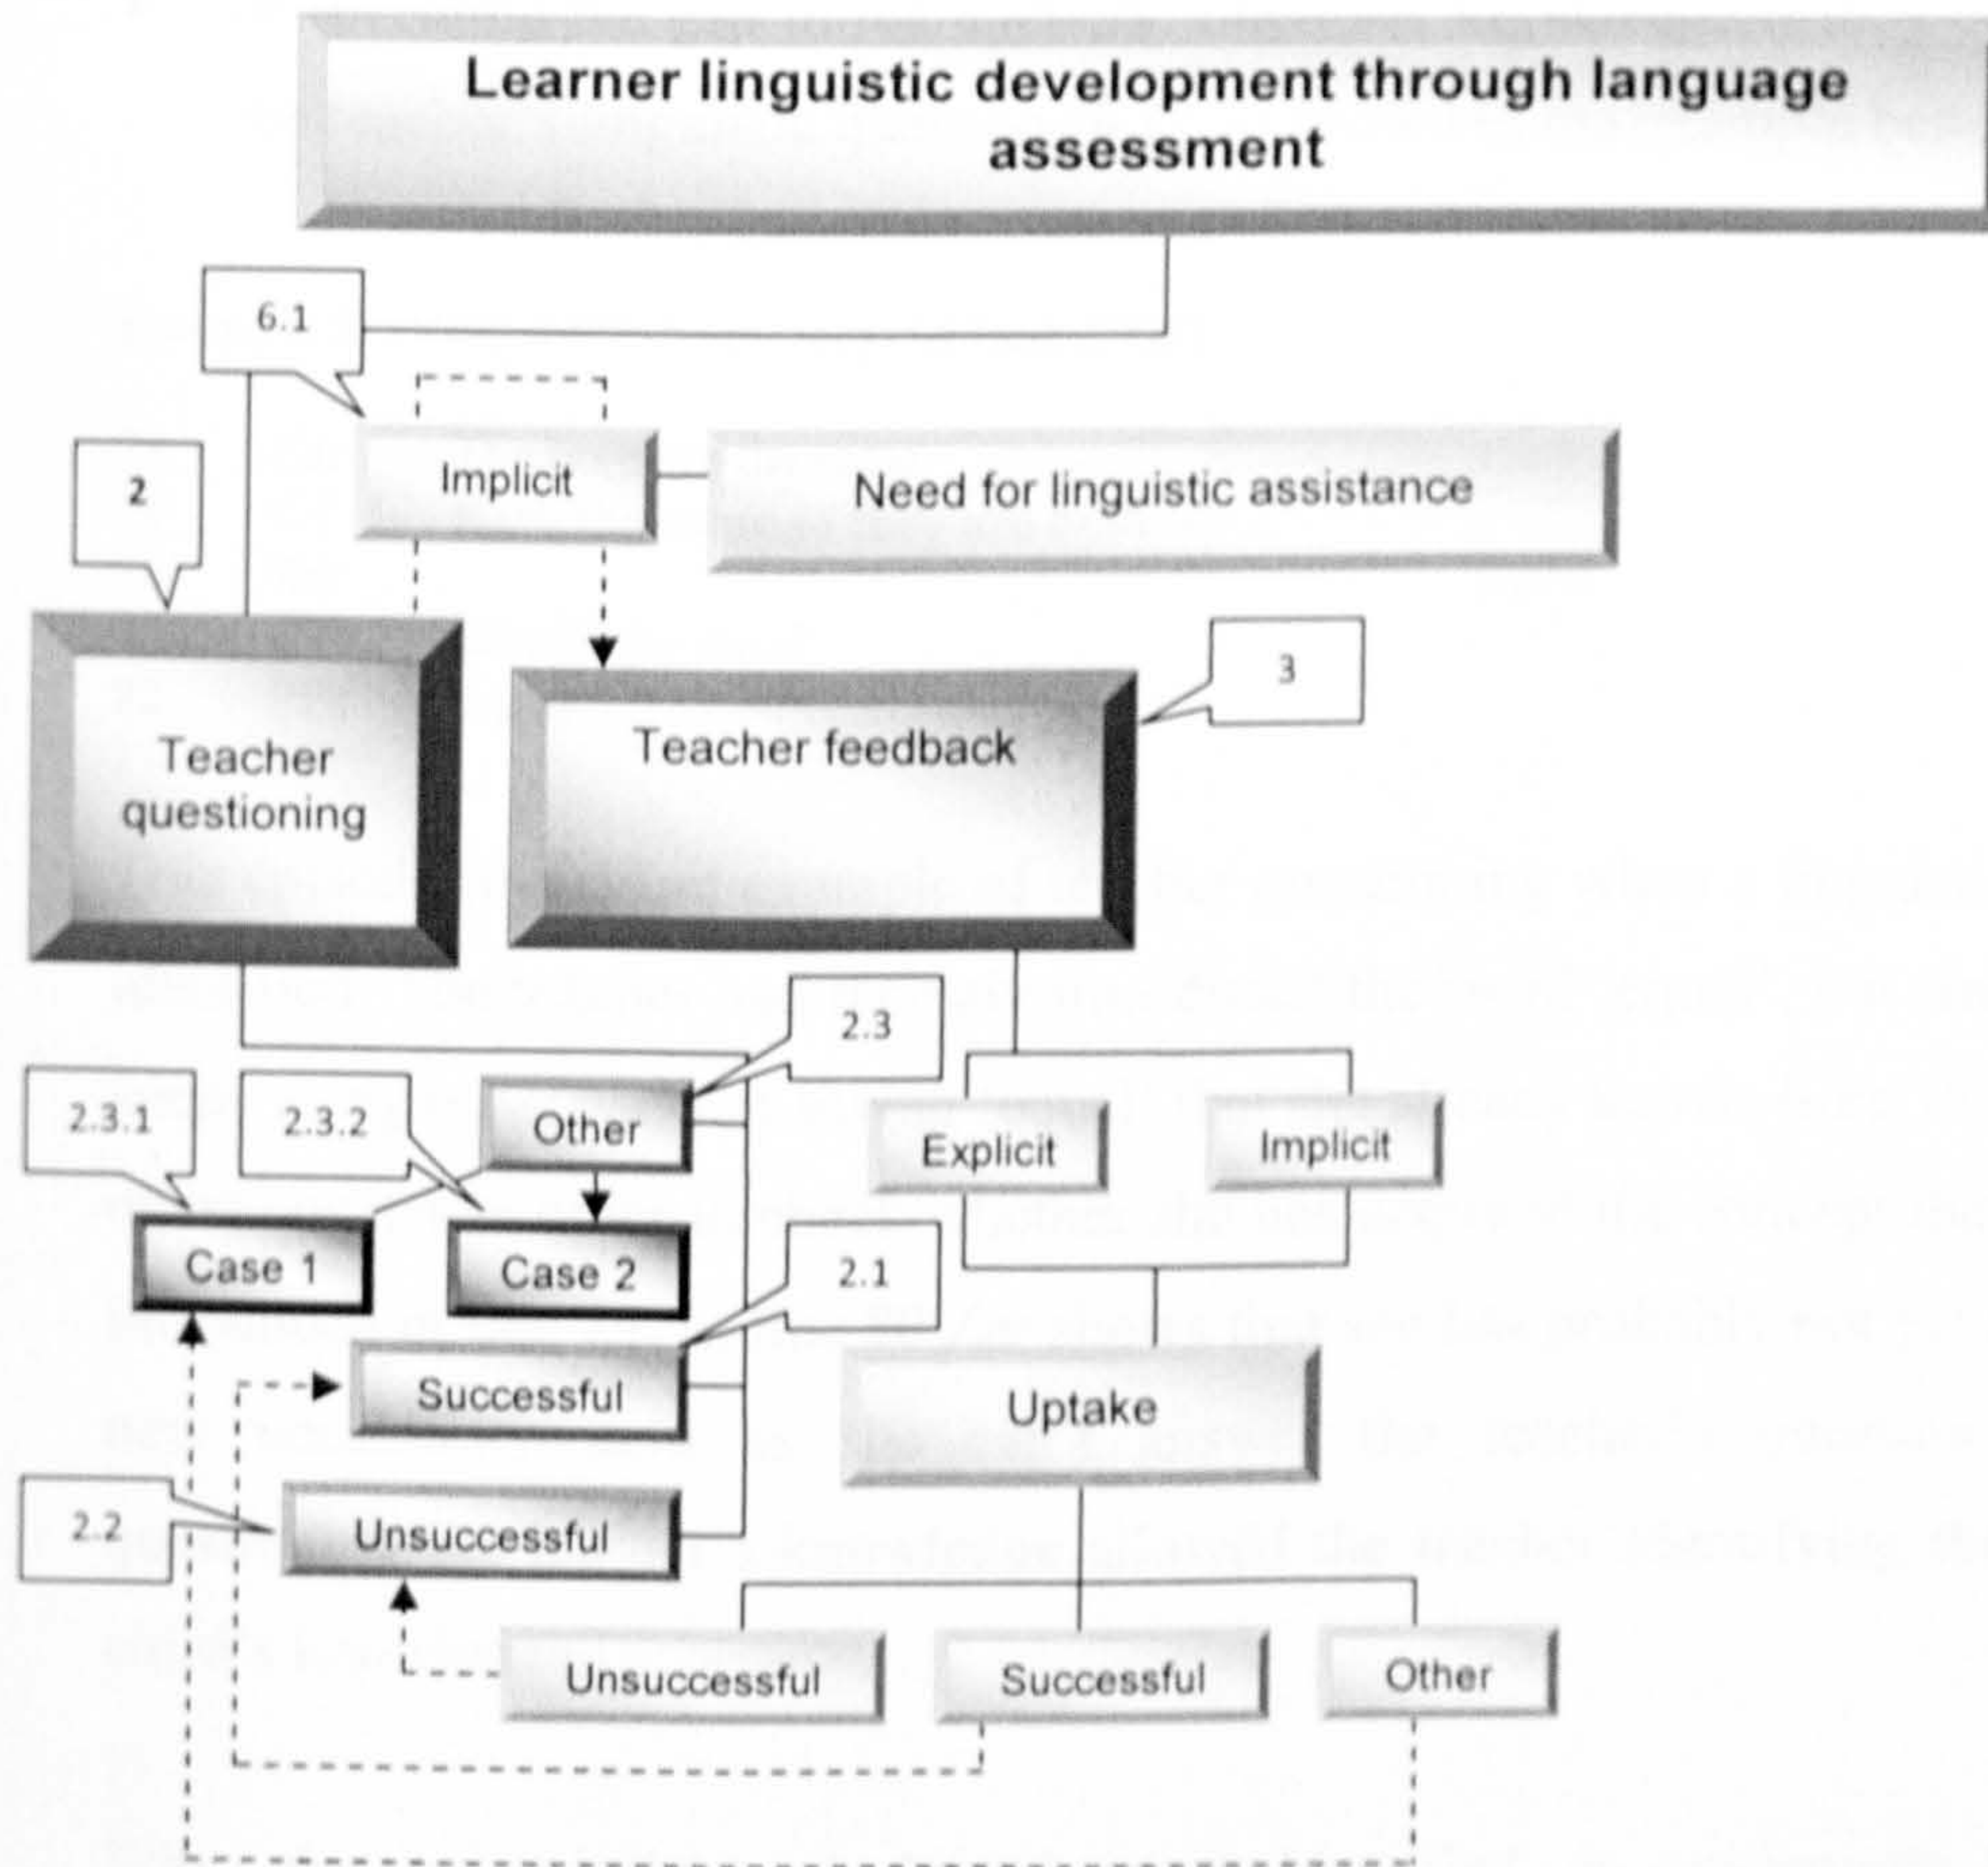 Learner linguistic development through language
assessment
6.1
2
Implicit
Need for linguistic assistance
3
Teacher
questioning
Teacher feedback
2.3
2.3.1
2.3.2
Other
Explicit
Implicit
Case 1
Case 2
2.1
Successful
Uptake
2.2
Unsuccessful
Unsuccessful
Successful
Other